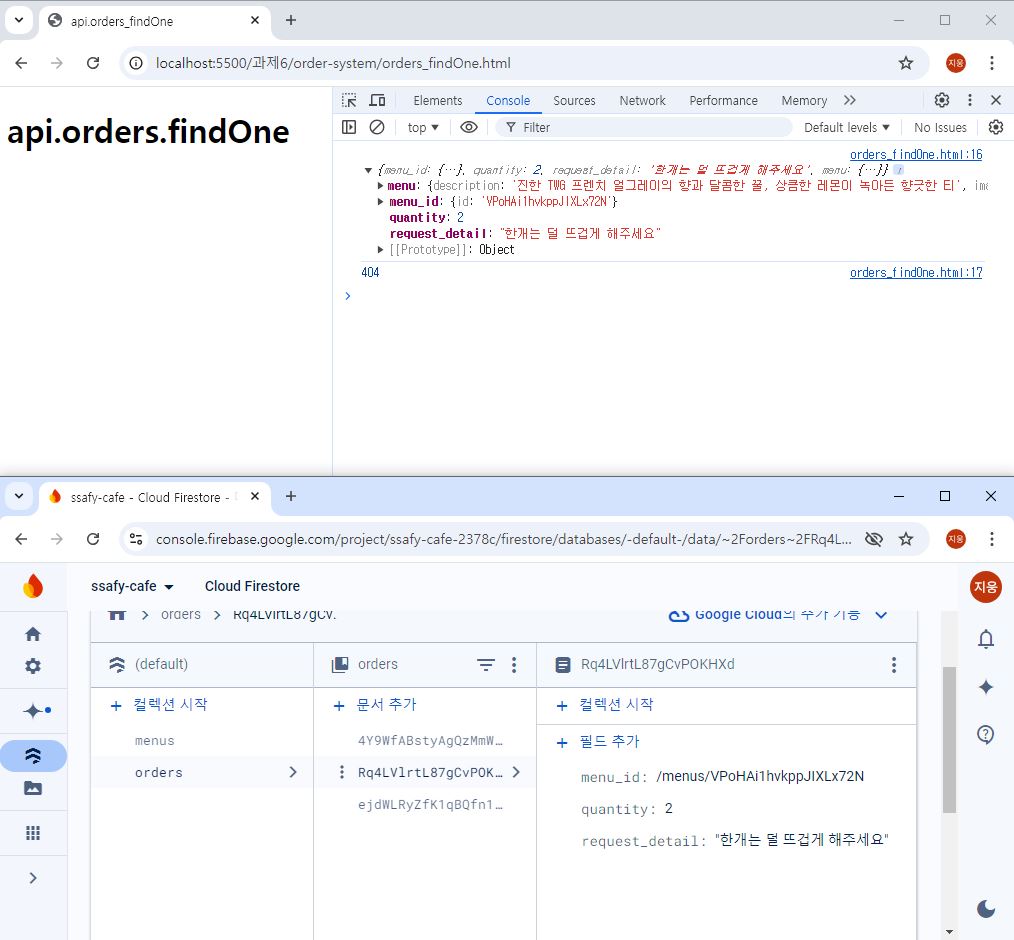 api.orders_findOne
localhost:5500/과제6/order-system/orders_findOne.html
지웅
api.orders.findOne
Elements Console Sources Network Performance Memory
top Filter Default levels No Issues
orders_findOne.html:16
{menu_id: {…}, quantity: 2, request_detail: '한개는 덜 뜨겁게 해주세요', menu: {…}}
menu: {description: '진한 TWG 프렌치 얼그레이의 향과 달콤한 꿀, 상큼한 레몬이 녹아든 향긋한 티', ima
menu_id: {id: 'VPoHAi1hvkppJIXLx72N'}
quantity: 2
request_detail: "한개는 덜 뜨겁게 해주세요"
[[Prototype]]: Object
404 orders_findOne.html:17
ssafy-cafe - Cloud Firestore -
console.firebase.google.com/project/ssafy-cafe-2378c/firestore/databases/-default-/data/~2Forders~2FRq4L...
지웅
ssafy-cafe Cloud Firestore
지웅
orders Rq4LVlrtL87gCv.
Google Cloud의 추가 기능
(default) orders Rq4LVlrtL87gCvPOKHXd
+ 컬렉션 시작 + 문서 추가 + 컬렉션 시작
menus
orders
4Y9WfABstyAgQzMmW…
Rq4LVlrtL87gCvPOK…
ejdWLRyZfK1qBQfn1…
+ 필드 추가
menu_id: /menus/VPoHAi1hvkppJIXLx72N
quantity: 2
request_detail: "한개는 덜 뜨겁게 해주세요"